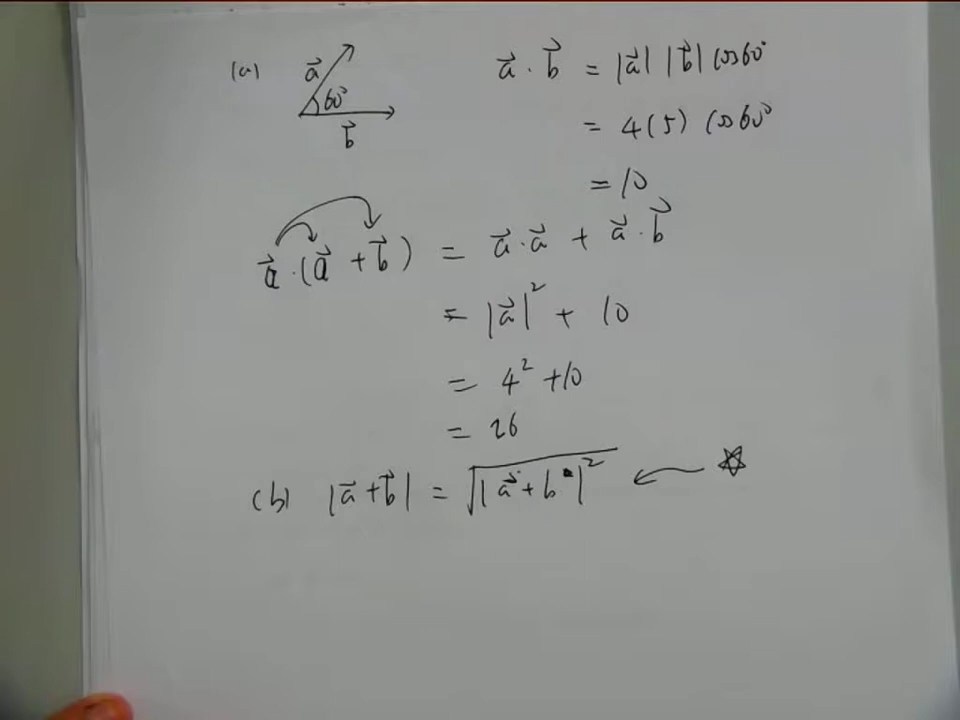 (a) a⃗ 60° b⃗ a⃗ · b⃗ = |a⃗| |b⃗| cos60°
= 4(5) cos60°
= 10
a⃗ · (a⃗ + b⃗) = a⃗ · a⃗ + a⃗ · b⃗
= |a⃗|² + 10
= 4² + 10
= 26
(b) |a⃗ + b⃗| = √|a⃗ + b|²